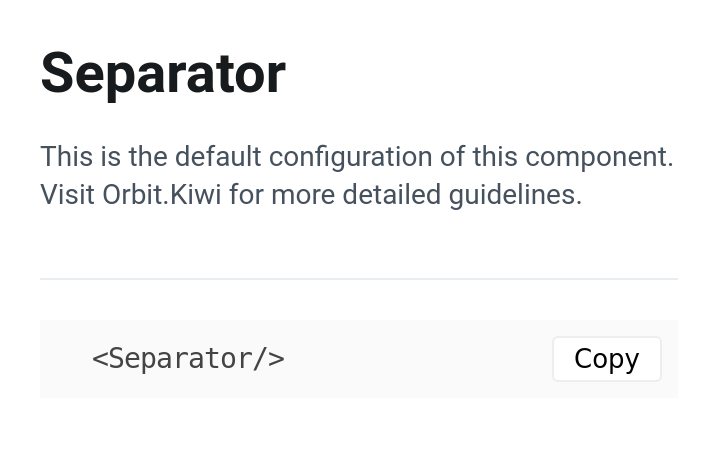 Separator
This is the default configuration of this component.
Visit Orbit.Kiwi for more detailed guidelines.
<Separator/>
Copy